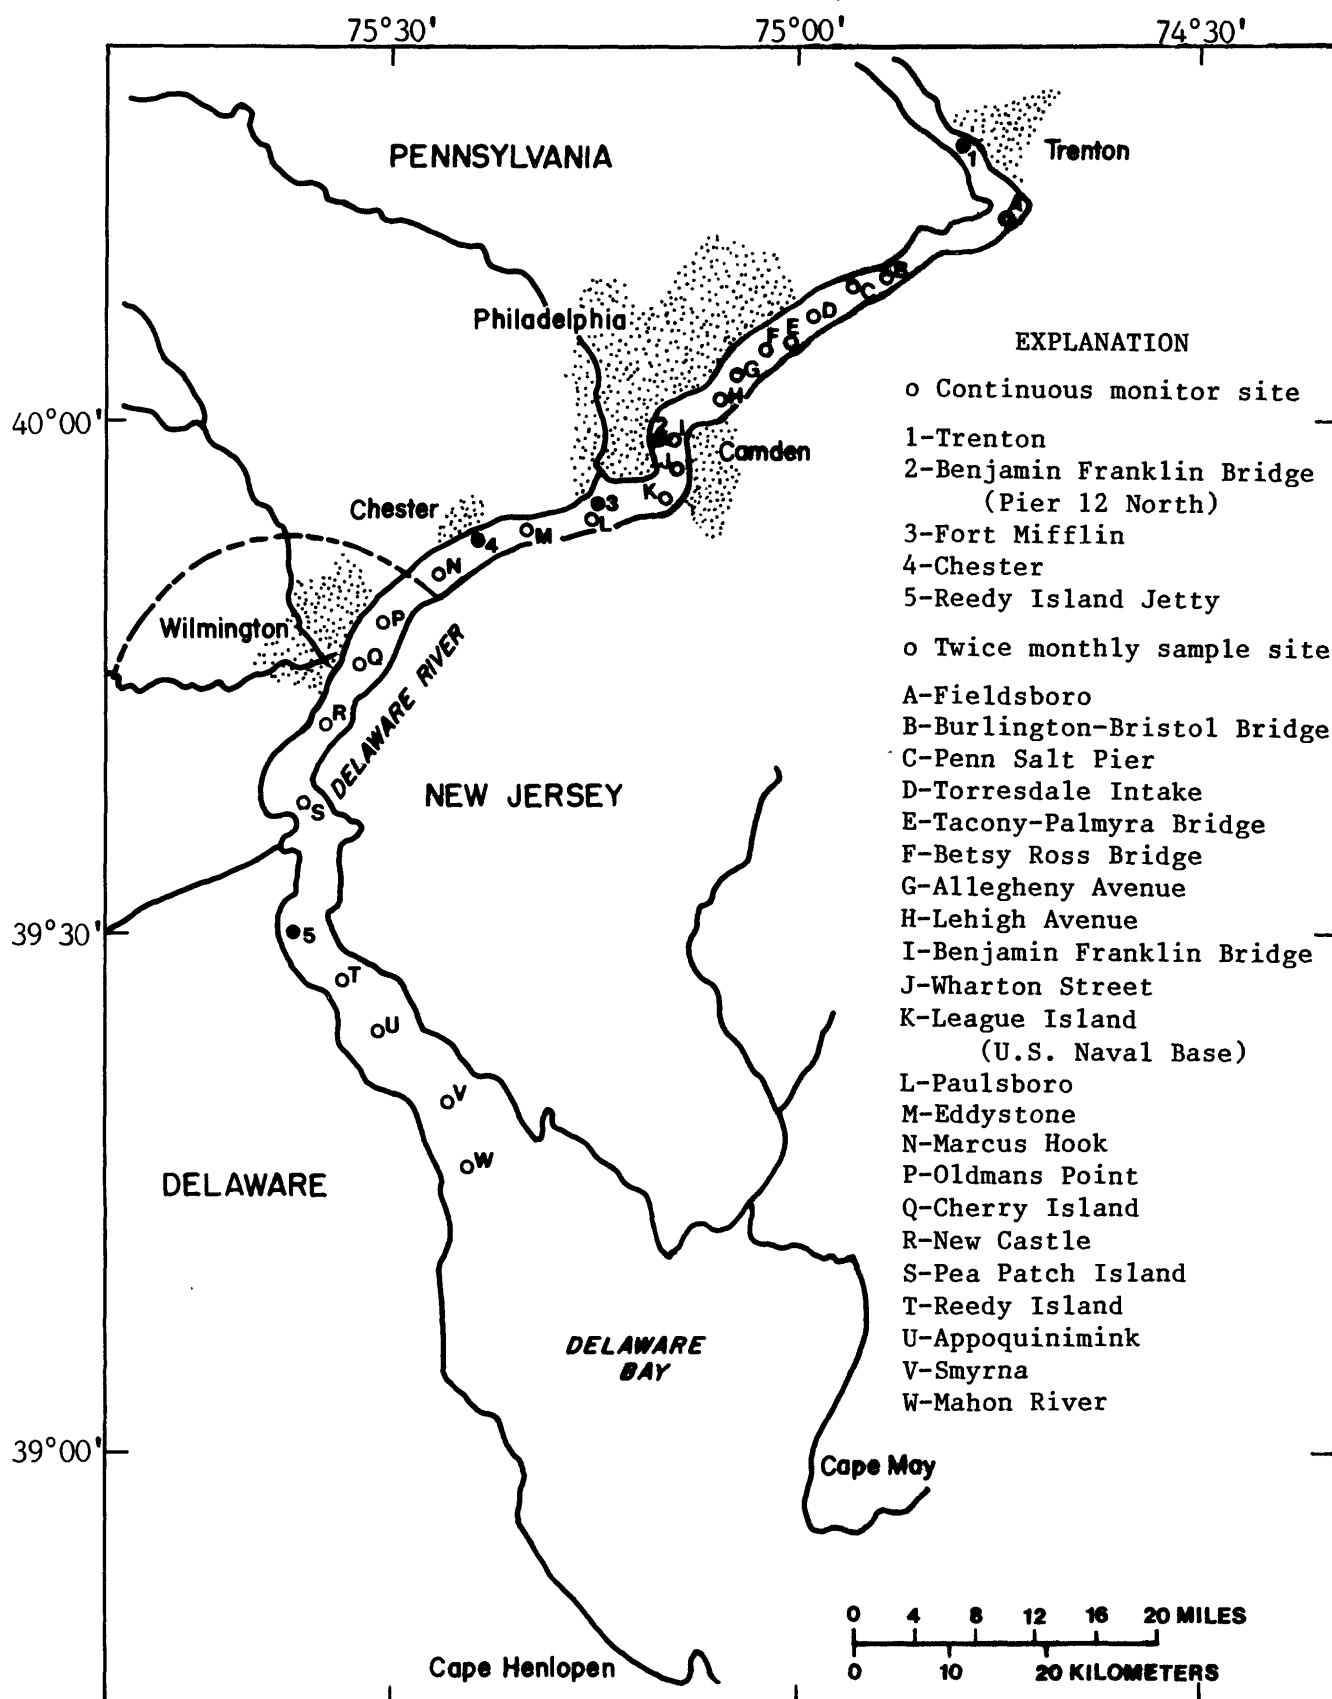 75°30' 75°00' 74°30'
PENNSYLVANIA
1
Trenton
A
B
C
Philadelphia
D
E
F
EXPLANATION
G
o Continuous monitor site
H
40°00'
2 I
1-Trenton
Camden
J
2-Benjamin Franklin Bridge
K
(Pier 12 North)
Chester
3
L
M
3-Fort Mifflin
4
N
4-Chester
5-Reedy Island Jetty
P
Wilmington
Q
o Twice monthly sample site
DELAWARE RIVER
A-Fieldsboro
R
B-Burlington-Bristol Bridge
C-Penn Salt Pier
NEW JERSEY
D-Torresdale Intake
S
E-Tacony-Palmyra Bridge
F-Betsy Ross Bridge
G-Allegheny Avenue
H-Lehigh Avenue
39°30'
5
I-Benjamin Franklin Bridge
T
J-Wharton Street
U
K-League Island
(U.S. Naval Base)
V
L-Paulsboro
M-Eddystone
N-Marcus Hook
W
DELAWARE
P-Oldmans Point
Q-Cherry Island
R-New Castle
S-Pea Patch Island
T-Reedy Island
DELAWARE
BAY
U-Appoquinimink
V-Smyrna
W-Mahon River
39°00'
Cape May
0 4 8 12 16 20 MILES
0 10 20 KILOMETERS
Cape Henlopen